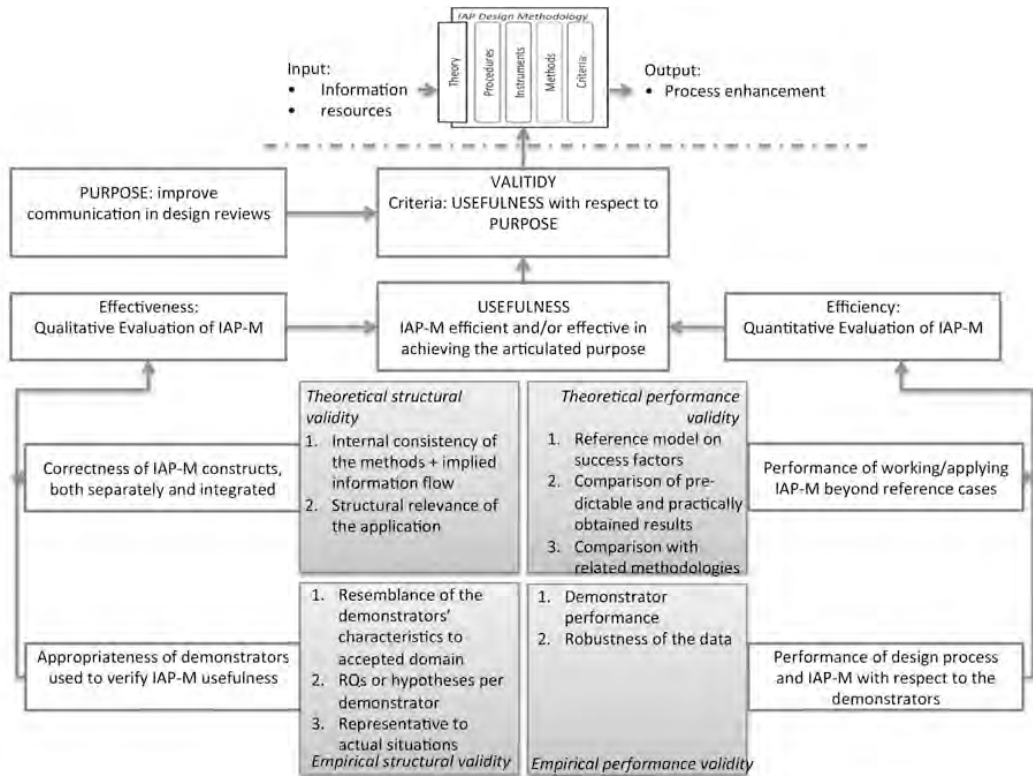 IAP Design Methodology
Theory
Procedures
Instruments
Methods
Criteria:
Input:
• Information
• resources
Output:
• Process enhancement
PURPOSE: improve
communication in design reviews
VALITIDY
Criteria: USEFULNESS with respect to
PURPOSE
Effectiveness:
Qualitative Evaluation of IAP-M
USEFULNESS
IAP-M efficient and/or effective in
achieving the articulated purpose
Efficiency:
Quantitative Evaluation of IAP-M
Correctness of IAP-M constructs,
both separately and integrated
Theoretical structural
validity
1. Internal consistency of
the methods + implied
information flow
2. Structural relevance of
the application
Theoretical performance
validity
1. Reference model on
success factors
2. Comparison of pre-
dictable and practically
obtained results
3. Comparison with
related methodologies
Performance of working/applying
IAP-M beyond reference cases
Appropriateness of demonstrators
used to verify IAP-M usefulness
1. Resemblance of the
demonstrators’
characteristics to
accepted domain
2. RQs or hypotheses per
demonstrator
3. Representative to
actual situations
Empirical structural validity
1. Demonstrator
performance
2. Robustness of the data
Empirical performance validity
Performance of design process
and IAP-M with respect to the
demonstrators